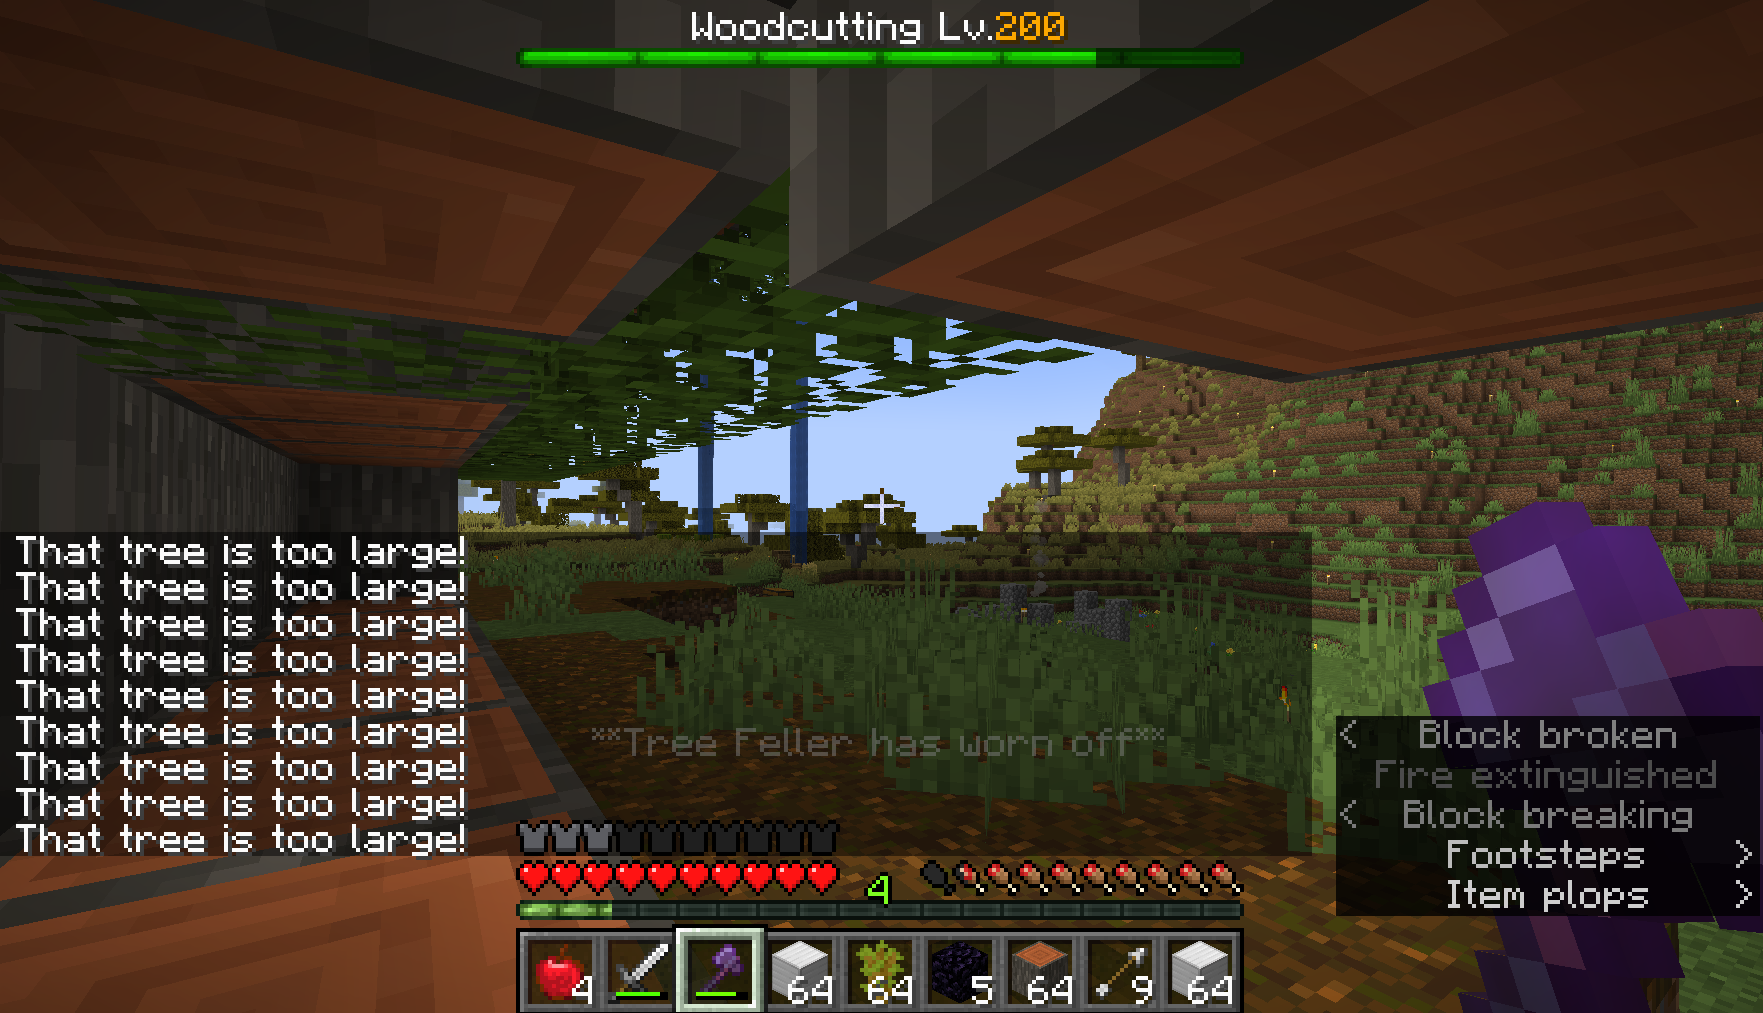 Woodcutting Lv.200
That tree is too large!
That tree is too large!
That tree is too large!
That tree is too large!
That tree is too large!
That tree is too large!
That tree is too large!
That tree is too large!
That tree is too large!
**Tree Feller has worn off**
< Block broken
Fire extinguished
< Block breaking
Footsteps >
Item plops >
4
4 64 64 5 64 9 64